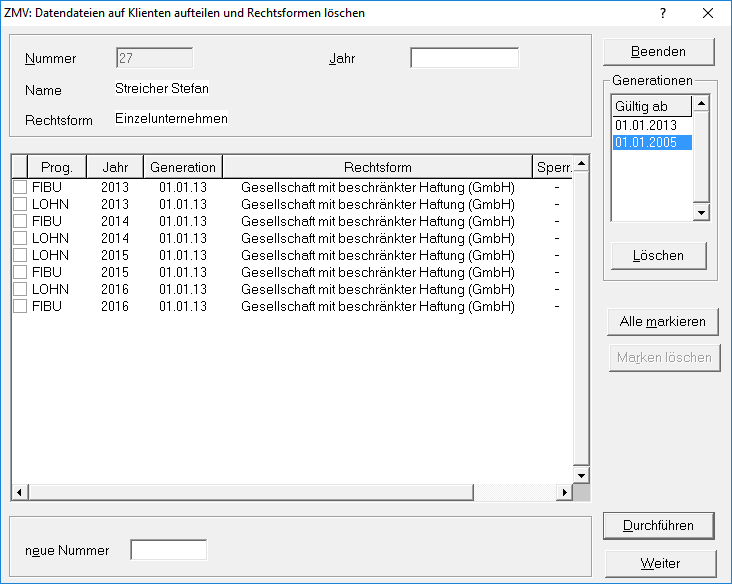 ZMV: Datendateien auf Klienten aufteilen und Rechtsformen löschen ?
Nummer 27 Jahr
Name Streicher Stefan
Rechtsform Einzelunternehmen
Beenden
Generationen
Gültig ab
01.01.2013
01.01.2005
Löschen
Prog. Jahr Generation Rechtsform Sperr.
FIBU 2013 01.01.13 Gesellschaft mit beschränkter Haftung (GmbH) -
LOHN 2013 01.01.13 Gesellschaft mit beschränkter Haftung (GmbH) -
FIBU 2014 01.01.13 Gesellschaft mit beschränkter Haftung (GmbH) -
LOHN 2014 01.01.13 Gesellschaft mit beschränkter Haftung (GmbH) -
LOHN 2015 01.01.13 Gesellschaft mit beschränkter Haftung (GmbH) -
FIBU 2015 01.01.13 Gesellschaft mit beschränkter Haftung (GmbH) -
LOHN 2016 01.01.13 Gesellschaft mit beschränkter Haftung (GmbH) -
FIBU 2016 01.01.13 Gesellschaft mit beschränkter Haftung (GmbH) -
Alle markieren
Marken löschen
neue Nummer
Durchführen
Weiter